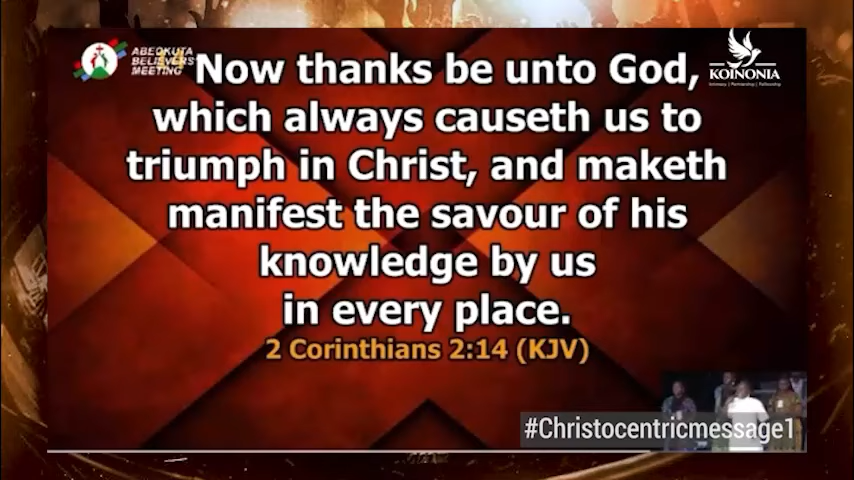 ABEOKUTA
BELIEVERS
MEETING
14 Now thanks be unto God,
which always causeth us to
triumph in Christ, and maketh
manifest the savour of his
knowledge by us
in every place.
2 Corinthians 2:14 (KJV)
KOINONIA
#Christocentricmessage1